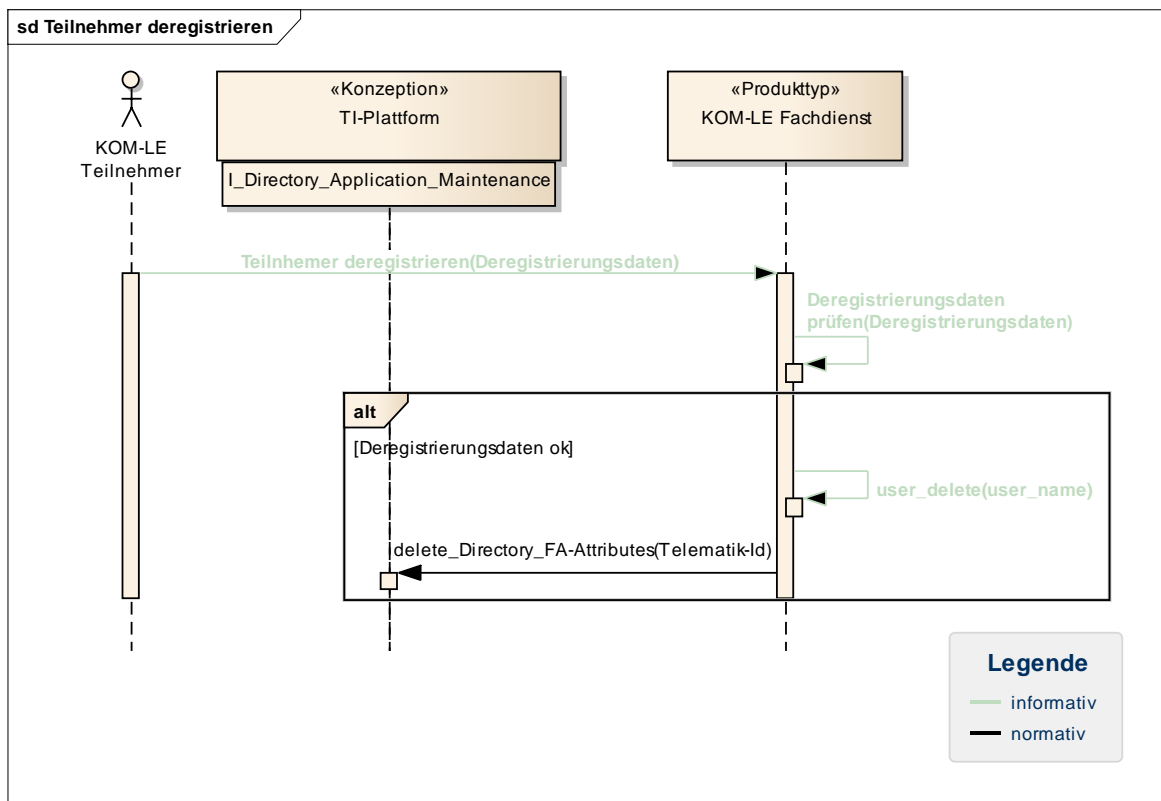 sd Teilnehmer deregistrieren
KOM-LE
Teilnehmer
«Konzeption»
TI-Plattform
I_Directory_Application_Maintenance
«Produkttyp»
KOM-LE Fachdienst
Teilnhemer deregistrieren(Deregistrierungsdaten)
Deregistrierungsdaten
prüfen(Deregistrierungsdaten)
alt
[Deregistrierungsdaten ok]
user_delete(user_name)
delete_Directory_FA-Attributes(Telematik-Id)
Legende
informativ
normativ